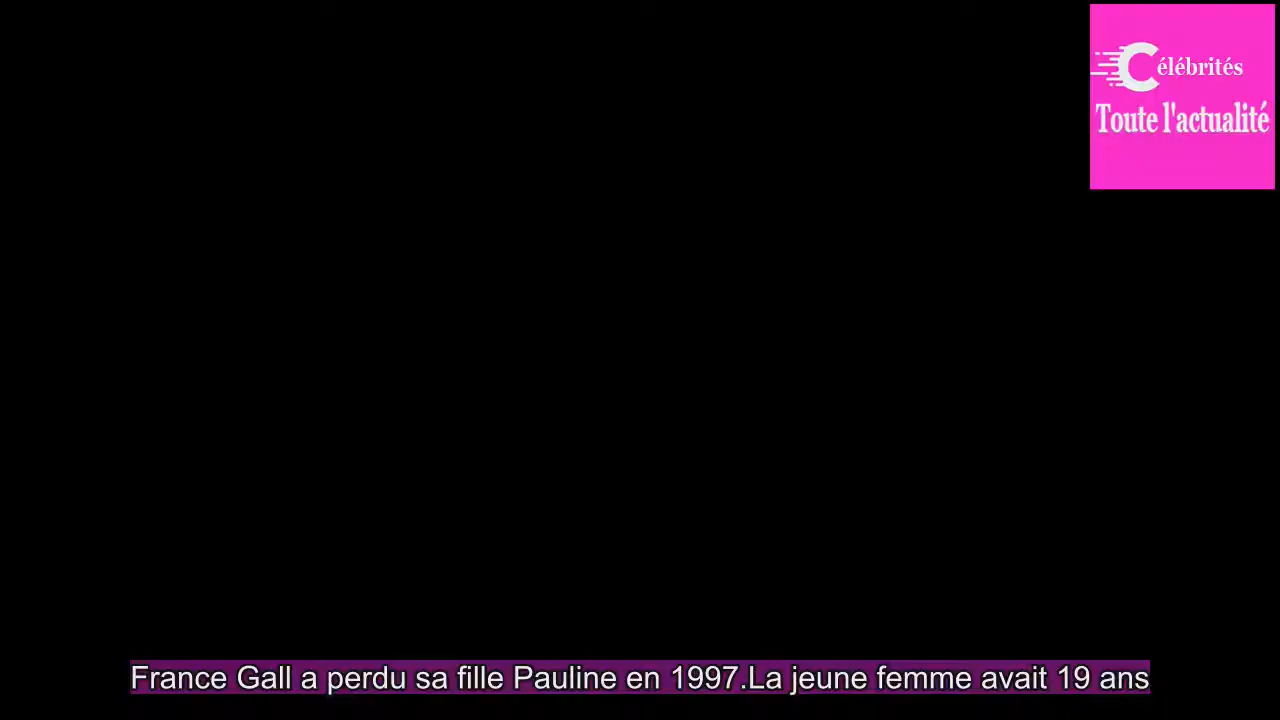 Célébrités
Toute l'actualité
France Gall a perdu sa fille Pauline en 1997.La jeune femme avait 19 ans